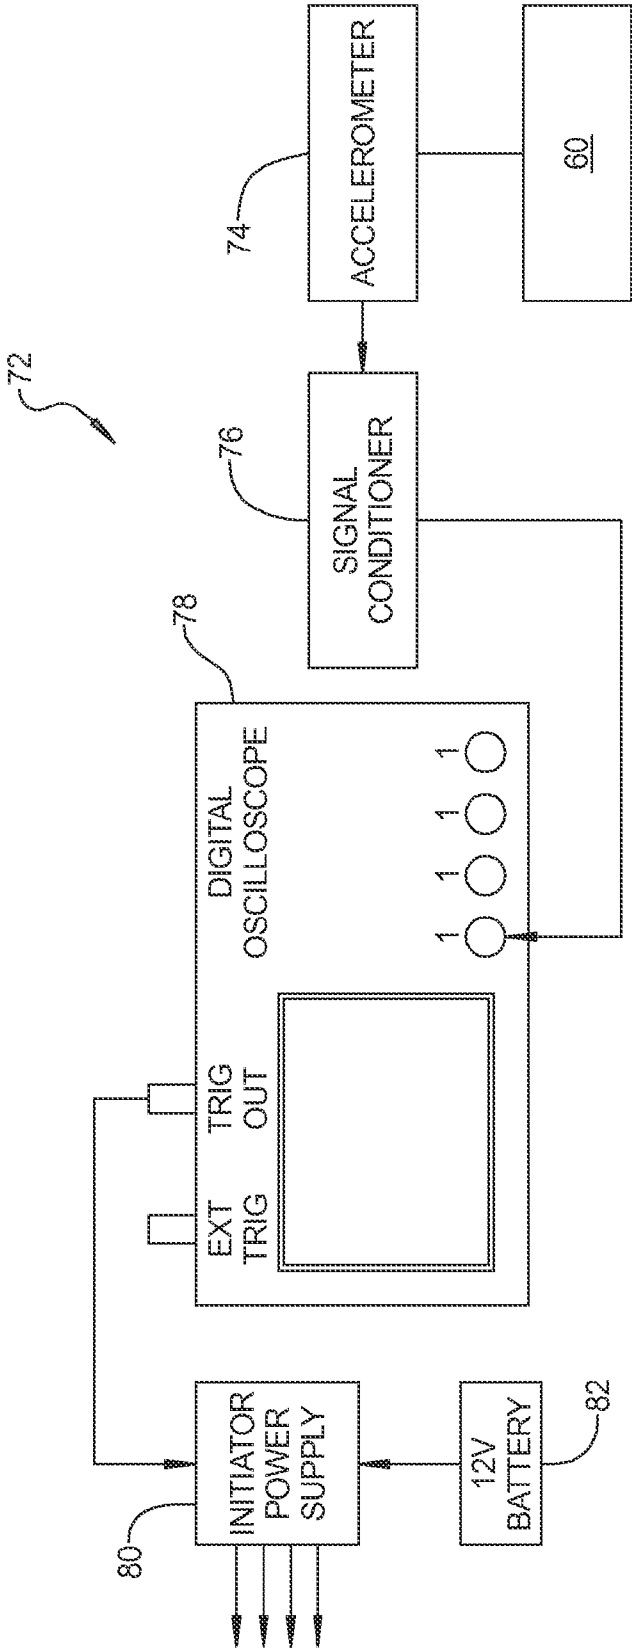 72
80
INITIATOR
POWER
SUPPLY
12V
BATTERY
82
EXT
TRIG
TRIG
OUT
DIGITAL
OSCILLOSCOPE
78
1
1
1
1
76
SIGNAL
CONDITIONER
74
ACCELEROMETER
60